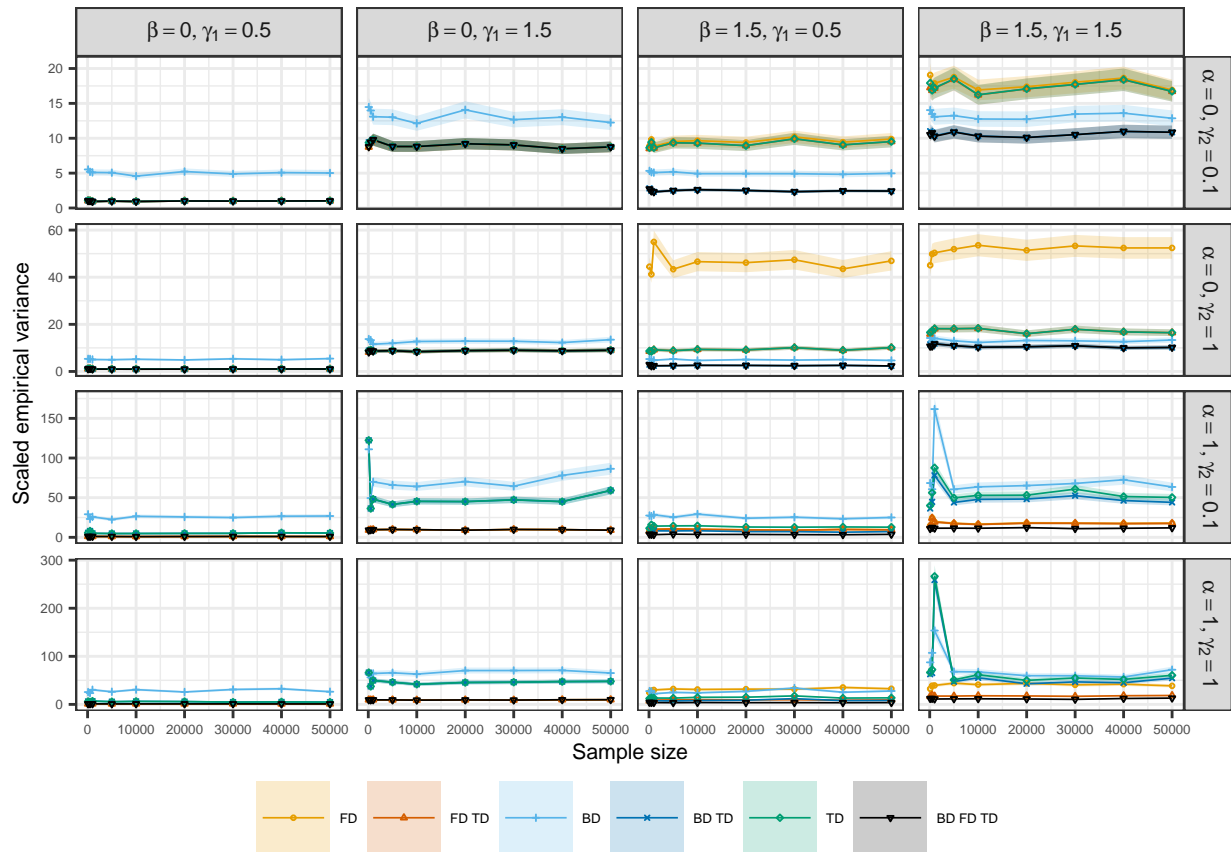 β = 0, γ1 = 0.5
β = 0, γ1 = 1.5
β = 1.5, γ1 = 0.5
β = 1.5, γ1 = 1.5
20
15
10
5
0
α = 0, γ2 = 0.1
60
40
20
0
α = 0, γ2 = 1
150
100
50
0
α = 1, γ2 = 0.1
300
200
100
0
α = 1, γ2 = 1
Scaled empirical variance
0 10000 20000 30000 40000 50000
0 10000 20000 30000 40000 50000
0 10000 20000 30000 40000 50000
0 10000 20000 30000 40000 50000
Sample size
FD
FD TD
BD
BD TD
TD
BD FD TD